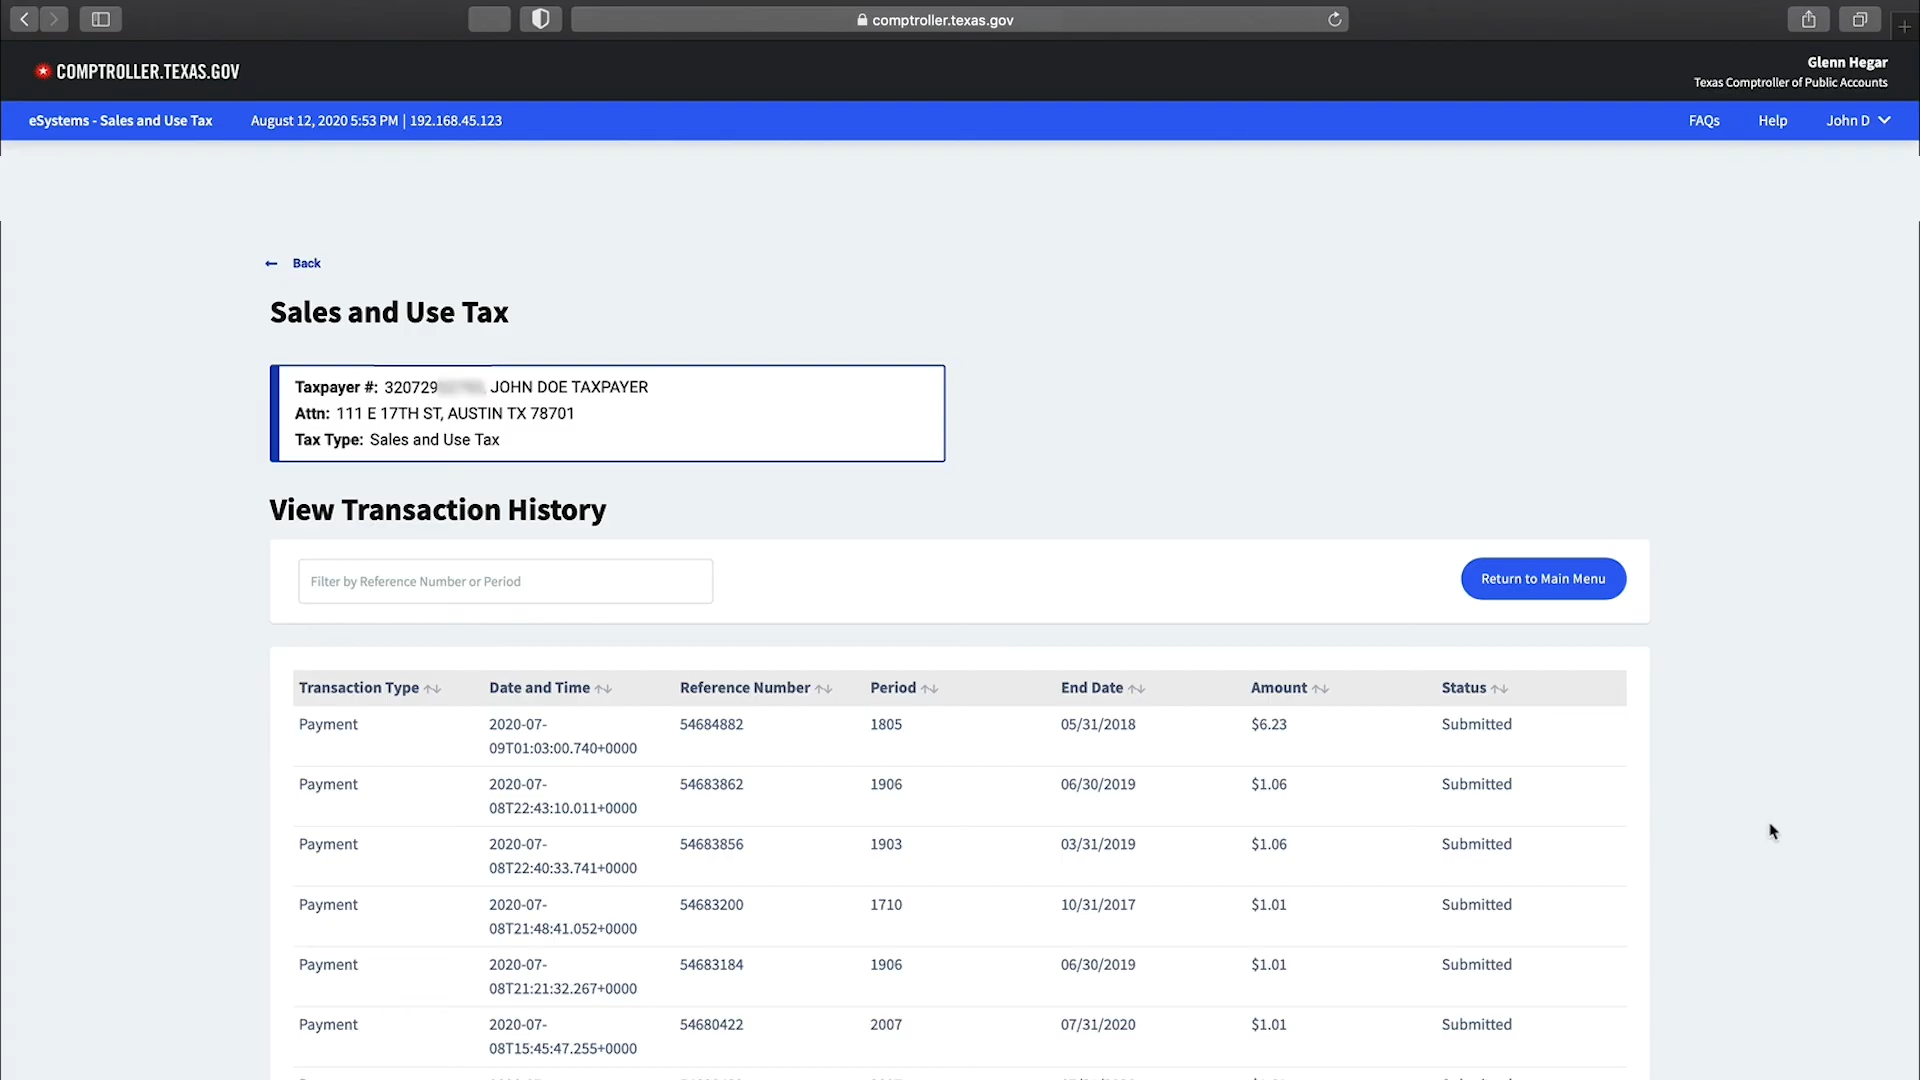 comptroller.texas.gov
COMPTROLLER.TEXAS.GOV
Glenn Hegar
Texas Comptroller of Public Accounts
eSystems - Sales and Use Tax August 12, 2020 5:53 PM | 192.168.45.123 FAQs Help John D
← Back
Sales and Use Tax
Taxpayer #: 320729 JOHN DOE TAXPAYER
Attn: 111 E 17TH ST, AUSTIN TX 78701
Tax Type: Sales and Use Tax
View Transaction History
Filter by Reference Number or Period
Return to Main Menu
Transaction Type Date and Time Reference Number Period End Date Amount Status
Payment 2020-07- 54684882 1805 05/31/2018 $6.23 Submitted
09T01:03:00.740+0000
Payment 2020-07- 54683862 1906 06/30/2019 $1.06 Submitted
08T22:43:10.011+0000
Payment 2020-07- 54683856 1903 03/31/2019 $1.06 Submitted
08T22:40:33.741+0000
Payment 2020-07- 54683200 1710 10/31/2017 $1.01 Submitted
08T21:48:41.052+0000
Payment 2020-07- 54683184 1906 06/30/2019 $1.01 Submitted
08T21:21:32.267+0000
Payment 2020-07- 54680422 2007 07/31/2020 $1.01 Submitted
08T15:45:47.255+0000